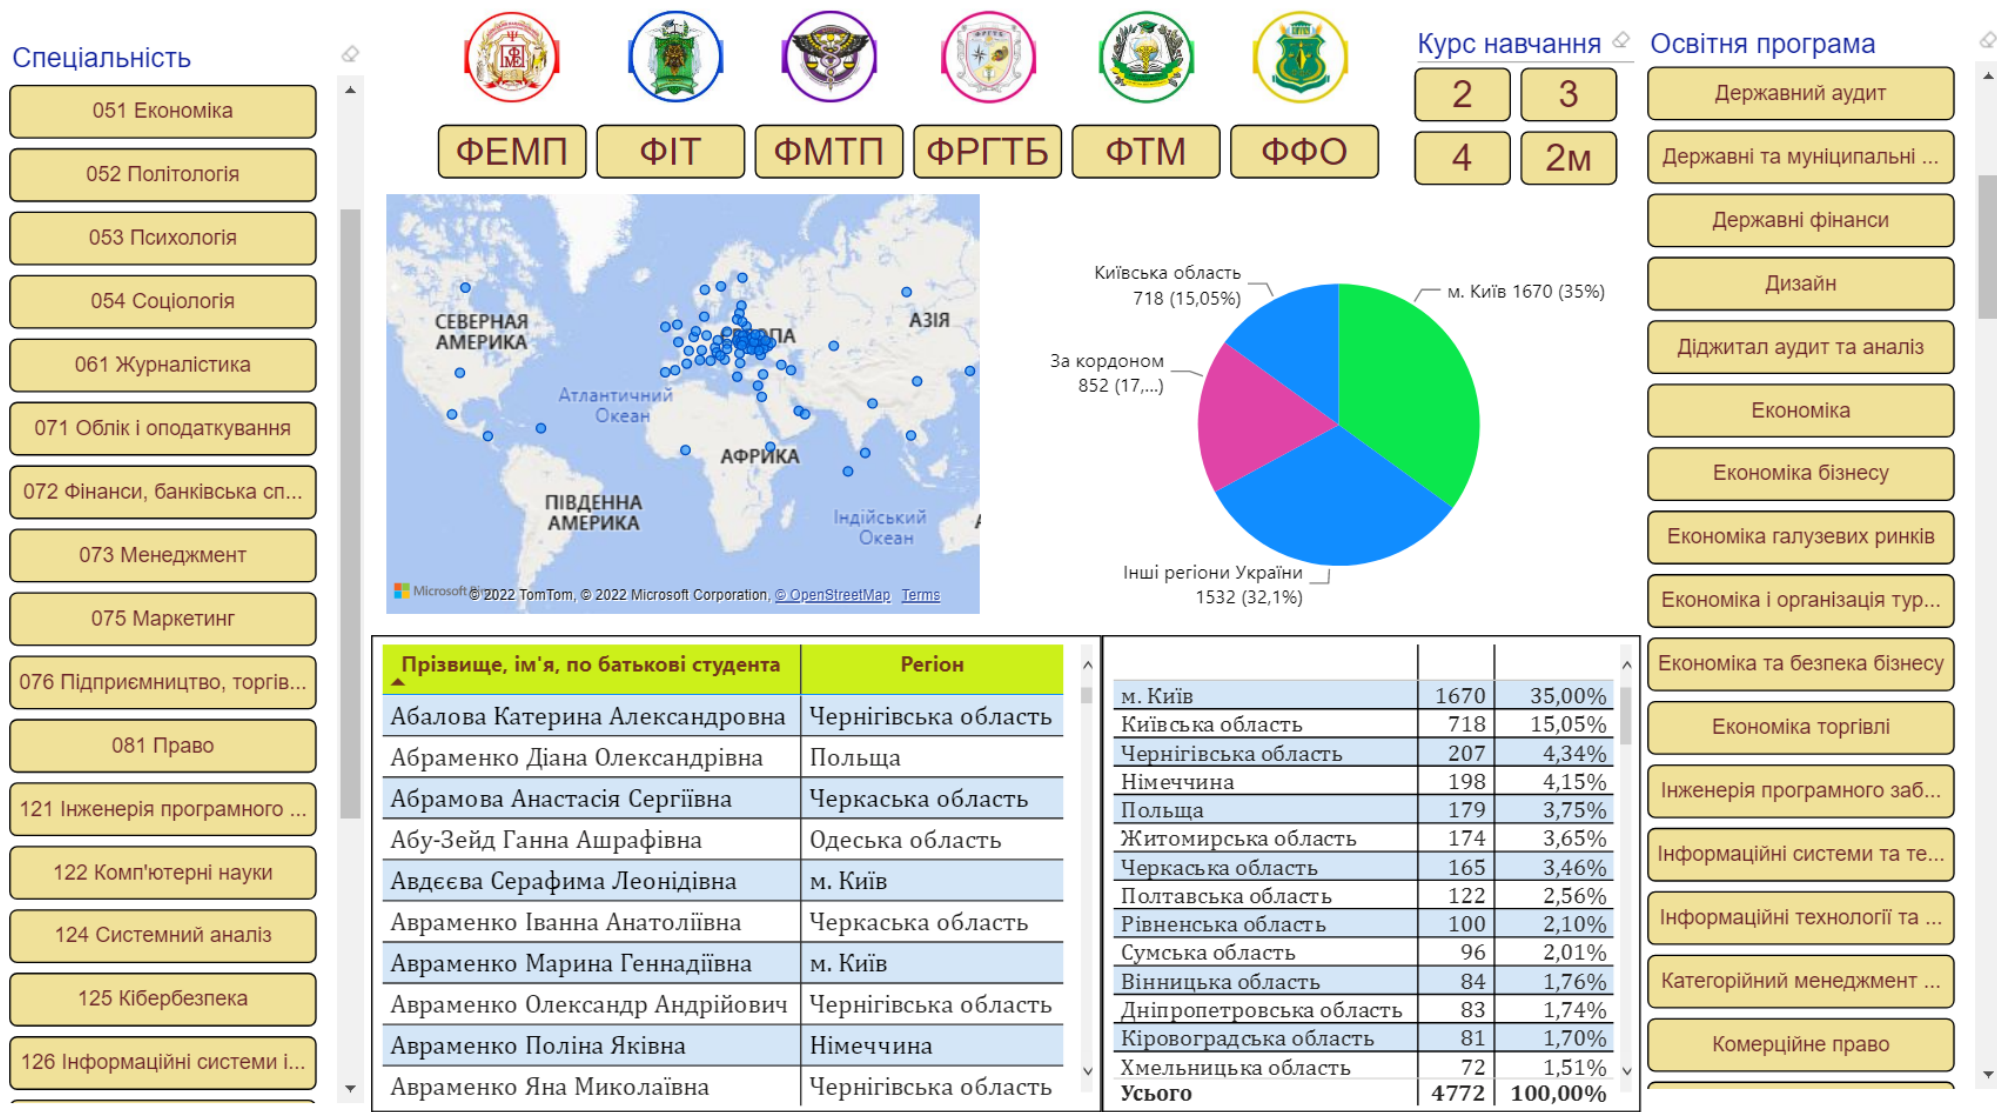 Спеціальність
051 Економіка
052 Політологія
053 Психологія
054 Соціологія
061 Журналістика
071 Облік і оподаткування
072 Фінанси, банківська сп...
073 Менеджмент
075 Маркетинг
076 Підприємництво, торгів...
081 Право
121 Інженерія програмного ...
122 Комп'ютерні науки
124 Системний аналіз
125 Кібербезпека
126 Інформаційні системи і...
ФЕМП
ФІТ
ФМТП
ФРГТБ
ФТМ
ФФО
Курс навчання
2
3
4
2м
СЕВЕРНАЯ
АМЕРИКА
АЗІЯ
Атлантичний
Океан
АФРИКА
ПІВДЕННА
АМЕРИКА
Індійський
Океан
Microsoft
© 2022 TomTom, © 2022 Microsoft Corporation, © OpenStreetMap Terms
Київська область
718 (15,05%)
м. Київ 1670 (35%)
За кордоном
852 (17,...)
Інші регіони України
1532 (32,1%)
Прізвище, ім'я, по батькові студента Регіон
Абалова Катерина Александровна Чернігівська область
Абраменко Діана Олександрівна Польща
Абрамова Анастасія Сергіївна Черкаська область
Абу-Зейд Ганна Ашрафівна Одеська область
Авдєєва Серафима Леонідівна м. Київ
Авраменко Іванна Анатоліївна Черкаська область
Авраменко Марина Геннадіївна м. Київ
Авраменко Олександр Андрійович Чернігівська область
Авраменко Поліна Яківна Німеччина
Авраменко Яна Миколаївна Чернігівська область
м. Київ 1670 35,00%
Київська область 718 15,05%
Чернігівська область 207 4,34%
Німеччина 198 4,15%
Польща 179 3,75%
Житомирська область 174 3,65%
Черкаська область 165 3,46%
Полтавська область 122 2,56%
Рівненська область 100 2,10%
Сумська область 96 2,01%
Вінницька область 84 1,76%
Дніпропетровська область 83 1,74%
Кіровоградська область 81 1,70%
Хмельницька область 72 1,51%
Усього 4772 100,00%
Освітня програма
Державний аудит
Державні та муніципальні ...
Державні фінанси
Дизайн
Діджитал аудит та аналіз
Економіка
Економіка бізнесу
Економіка галузевих ринків
Економіка і організація тур...
Економіка та безпека бізнесу
Економіка торгівлі
Інженерія програмного заб...
Інформаційні системи та те...
Інформаційні технології та ...
Категорійний менеджмент ...
Комерційне право